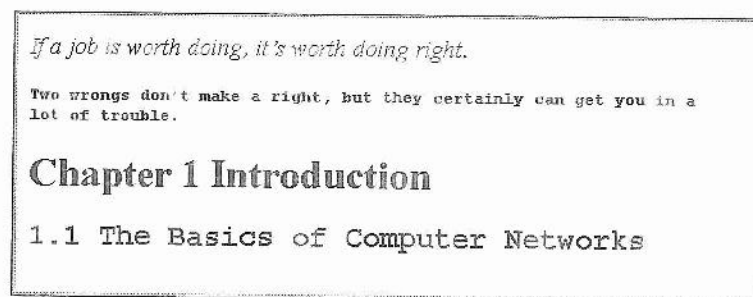 If a job is worth doing, it's worth doing right.
Two wrongs don't make a right, but they certainly can get you in a
lot of trouble.
Chapter 1 Introduction
1.1 The Basics of Computer Networks